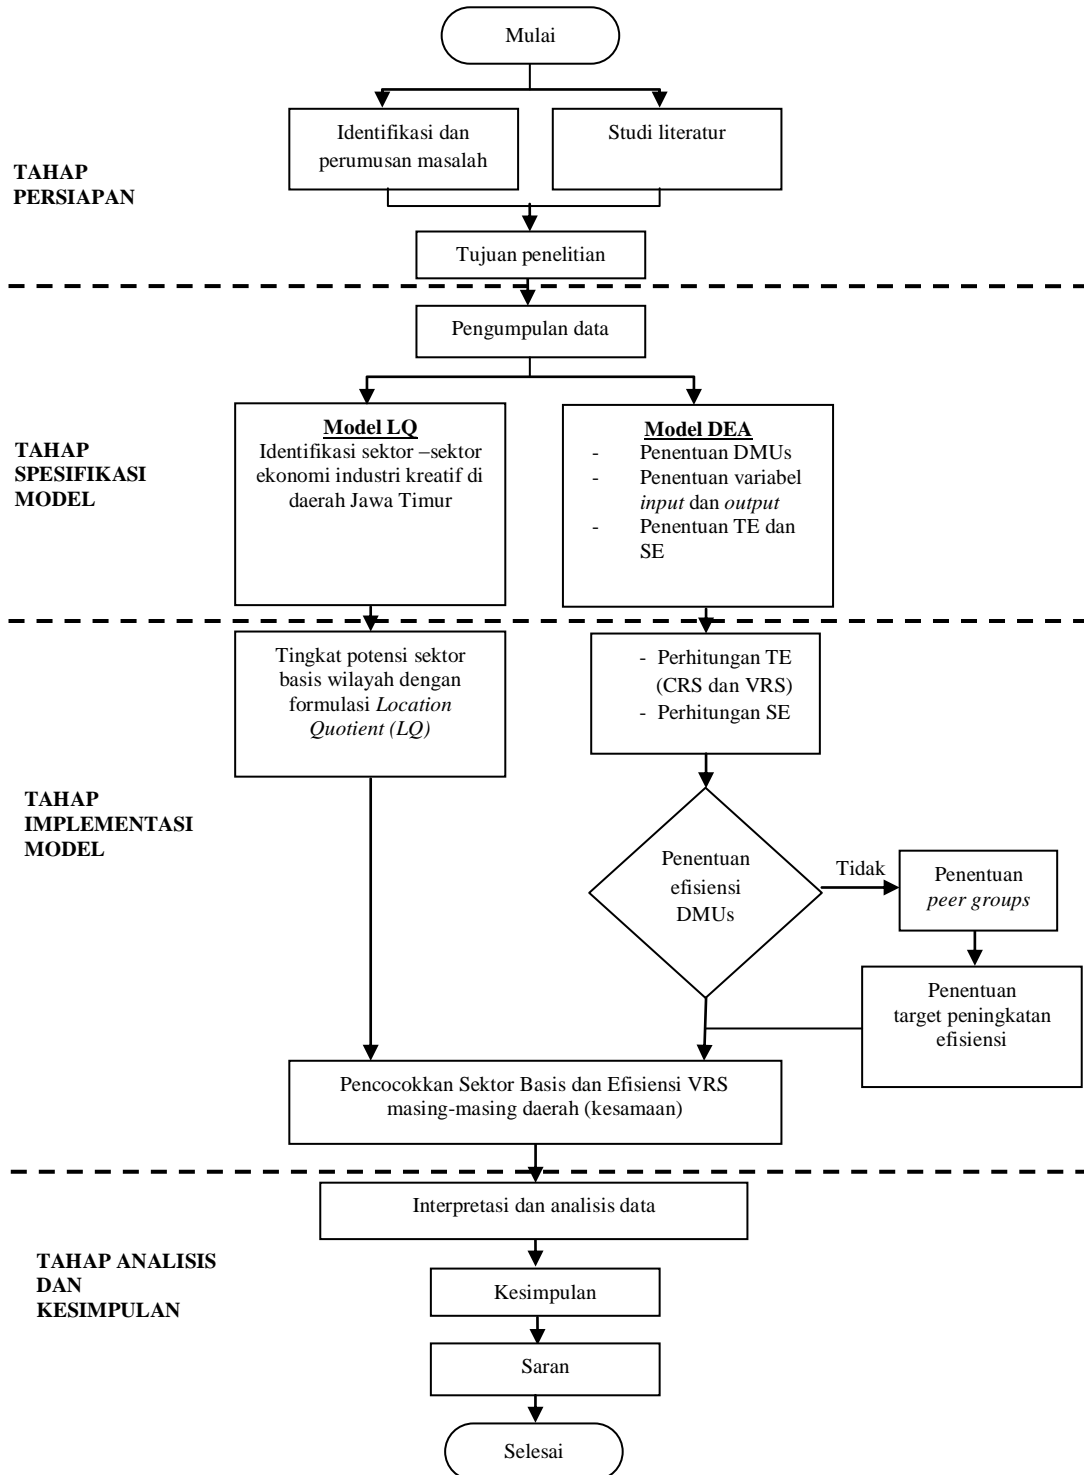 Mulai
Identifikasi dan
perumusan masalah
Studi literatur
TAHAP
PERSIAPAN
Tujuan penelitian
Pengumpulan data
TAHAP
SPESIFIKASI
MODEL
Model LQ
Identifikasi sektor –sektor
ekonomi industri kreatif di
daerah Jawa Timur
Model DEA
- Penentuan DMUs
- Penentuan variabel
input dan output
- Penentuan TE dan
SE
Tingkat potensi sektor
basis wilayah dengan
formulasi Location
Quotient (LQ)
- Perhitungan TE
(CRS dan VRS)
- Perhitungan SE
TAHAP
IMPLEMENTASI
MODEL
Penentuan
efisiensi
DMUs
Tidak
Penentuan
peer groups
Penentuan
target peningkatan
efisiensi
Pencocokkan Sektor Basis dan Efisiensi VRS
masing-masing daerah (kesamaan)
Interpretasi dan analisis data
TAHAP ANALISIS
DAN
KESIMPULAN
Kesimpulan
Saran
Selesai